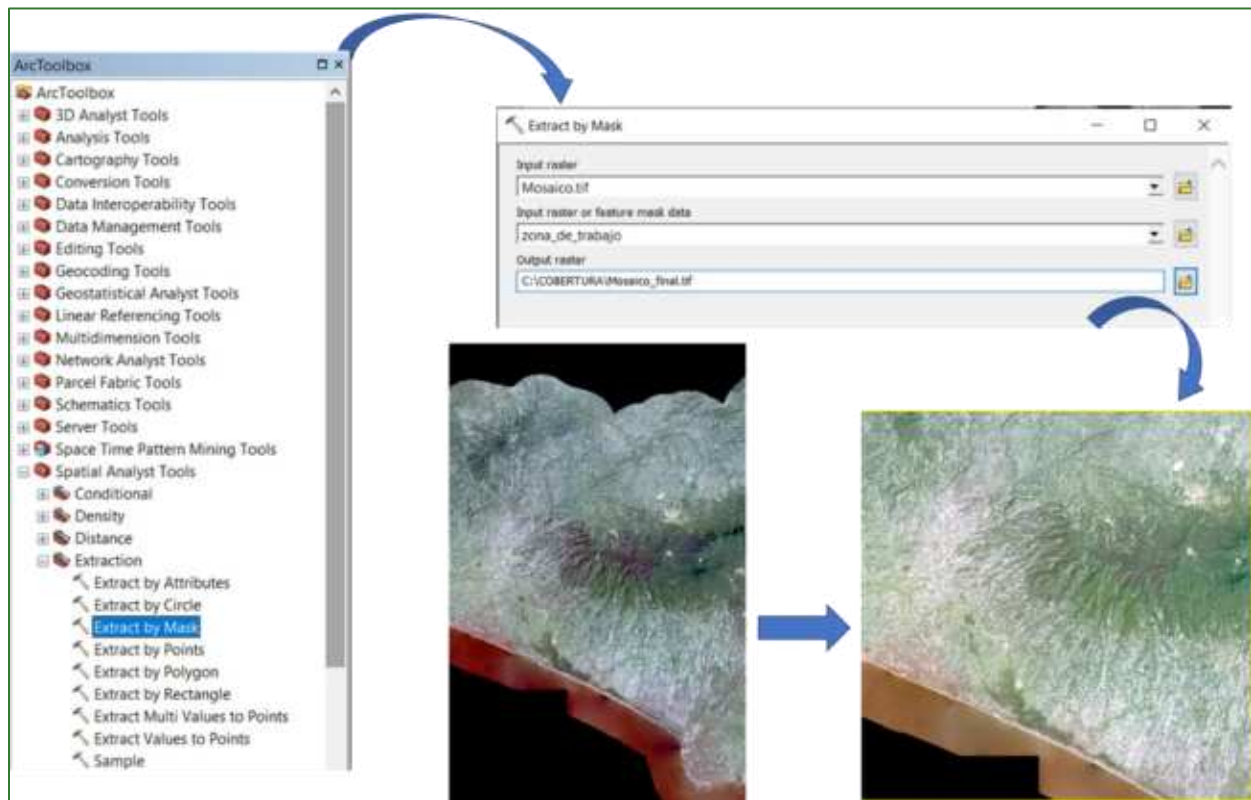 ArcToolbox
ArcToolbox
3D Analyst Tools
Analysis Tools
Cartography Tools
Conversion Tools
Data Interoperability Tools
Data Management Tools
Editing Tools
Geocoding Tools
Geostatistical Analyst Tools
Linear Referencing Tools
Multidimension Tools
Network Analyst Tools
Parcel Fabric Tools
Schematics Tools
Server Tools
Space Time Pattern Mining Tools
Spatial Analyst Tools
Conditional
Density
Distance
Extraction
Extract by Attributes
Extract by Circle
Extract by Mask
Extract by Points
Extract by Polygon
Extract by Rectangle
Extract Multi Values to Points
Extract Values to Points
Sample
Extract by Mask
Input raster
Mosaico.tif
Input raster or feature mask data
zona_de_trabajo
Output raster
C:\COBERTURA\Mosaico_final.tif